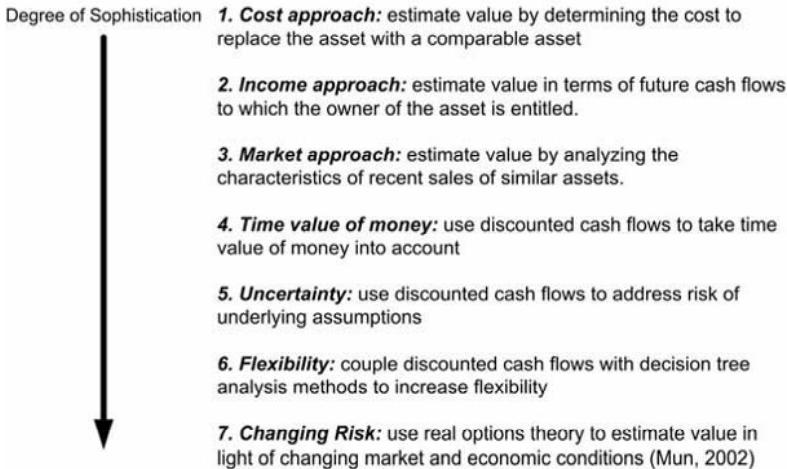 Degree of Sophistication
1. Cost approach: estimate value by determining the cost to
replace the asset with a comparable asset
2. Income approach: estimate value in terms of future cash flows
to which the owner of the asset is entitled.
3. Market approach: estimate value by analyzing the
characteristics of recent sales of similar assets.
4. Time value of money: use discounted cash flows to take time
value of money into account
5. Uncertainty: use discounted cash flows to address risk of
underlying assumptions
6. Flexibility: couple discounted cash flows with decision tree
analysis methods to increase flexibility
7. Changing Risk: use real options theory to estimate value in
light of changing market and economic conditions (Mun, 2002)